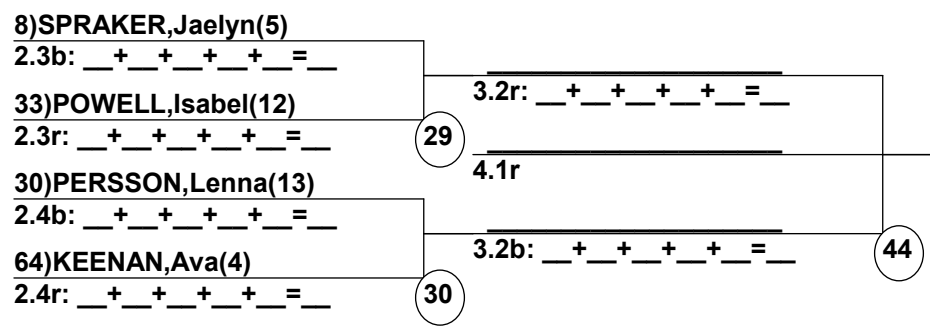 8)SPRAKER,Jaelyn(5)
2.3b: __+__+__+__+__=__
3.2r: __+__+__+__+__=__
33)POWELL,Isabel(12)
2.3r: __+__+__+__+__=__
29
4.1r
30)PERSSON,Lenna(13)
2.4b: __+__+__+__+__=__
3.2b: __+__+__+__+__=__
44
64)KEENAN,Ava(4)
2.4r: __+__+__+__+__=__
30